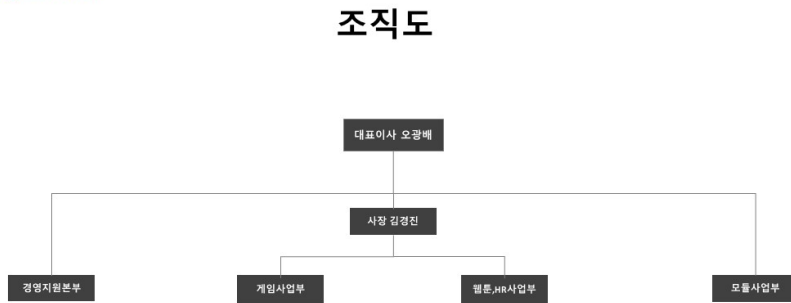 조직도
대표이사 오광배
사장 김경진
경영지원본부
게임사업부
웹툰,HR사업부
모듈사업부